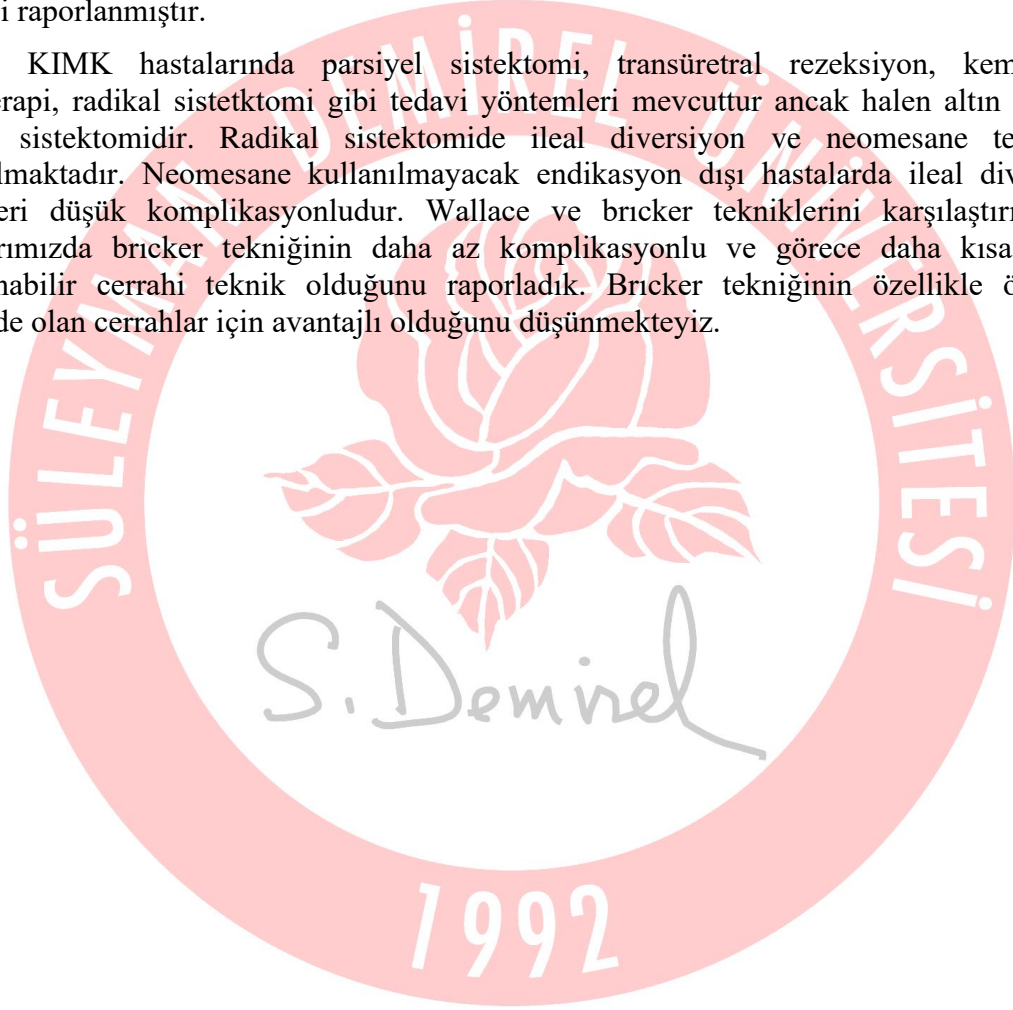 i raporlanmıştır.
KIMK hastalarında parsiyel sistektomi, transüretral rezeksiyon, kem
erapi, radikal sistetktomi gibi tedavi yöntemleri mevcuttur ancak halen altın
sistektomidir. Radikal sistektomide ileal diversiyon ve neomesane te
lmaktadır. Neomesane kullanılmayacak endikasyon dışı hastalarda ileal div
eri düşük komplikasyonludur. Wallace ve brıcker tekniklerini karşılaştırı
rımızda brıcker tekniğinin daha az komplikasyonlu ve görece daha kısa
nabilir cerrahi teknik olduğunu raporladık. Brıcker tekniğinin özellikle ö
de olan cerrahlar için avantajlı olduğunu düşünmekteyiz.
SÜLEYMAN DEMİREL ÜNİVERSİTESİ
S. Demirel
1992